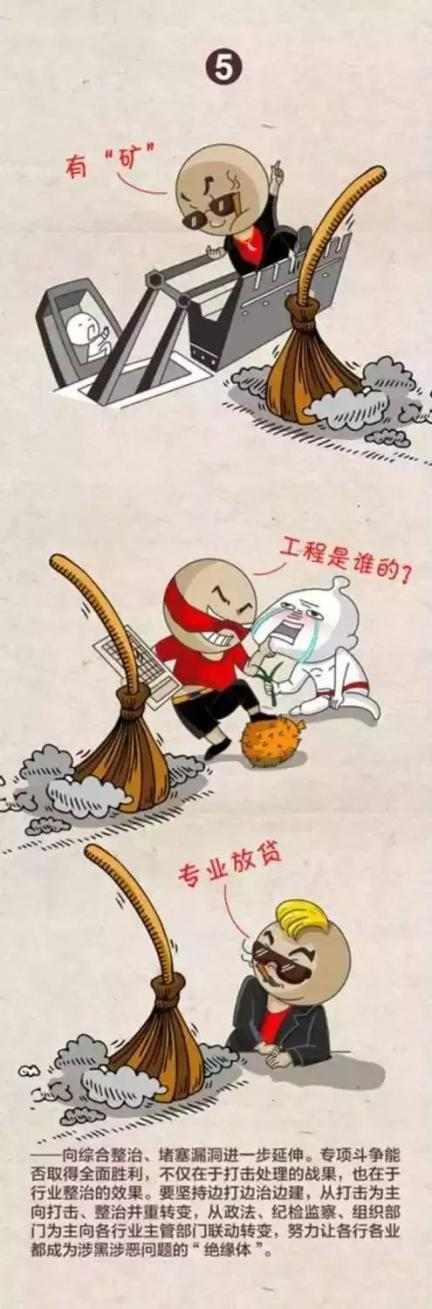 5
有“矿”
工程是谁的?
专业放贷
——向综合整治、堵塞漏洞进一步延伸。专项斗争能
否取得全面胜利，不仅在于打击处理的战果，也在于
行业整治的效果。要坚持边打边治边建，从打击为主
向打击、整治并重转变，从政法、纪检监察、组织部
门为主向各行业主管部门联动转变，努力让各行各业
都成为涉黑涉恶问题的“绝缘体”。